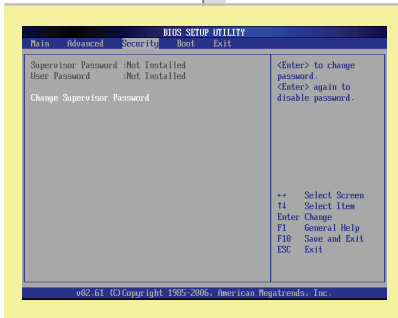 BIOS SETUP UTILITY
Main Advanced Security Boot Exit
Supervisor Password :Not Installed
User Password :Not Installed
Change Supervisor Password
<Enter> to change
password.
<Enter> again to
disable password.
↔ Select Screen
↑↓ Select Item
Enter Change
F1 General Help
F10 Save and Exit
ESC Exit
v02.61 (C)Copyright 1985-2006, American Megatrends, Inc.